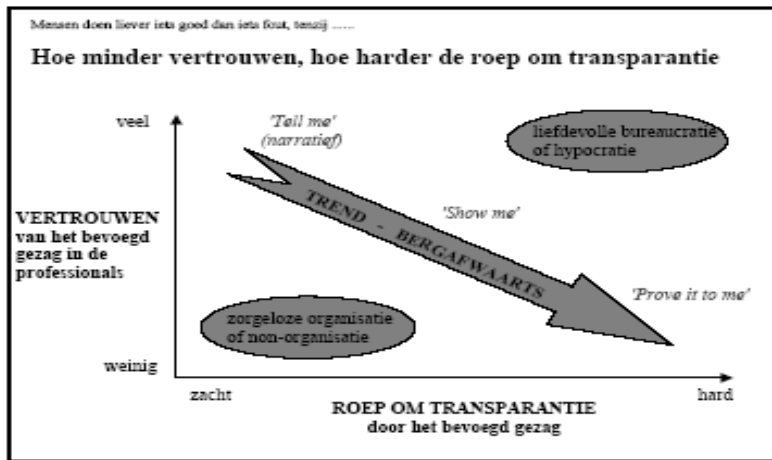 Mensen doen liever iets goed dan iets fout, tenzij ......
Hoe minder vertrouwen, hoe harder de roep om transparantie
veel
'Tell me'
(narratief)
liefdevolle bureaucratie
of hypocratie
VERTROUWEN
van het bevoegd
gezag in de
professionals
TREND - BERGAFWAARTS
'Show me'
'Prove it to me'
zorgeloze organisatie
of non-organisatie
weinig
zacht
hard
ROEP OM TRANSPARANTIE
door het bevoegd gezag